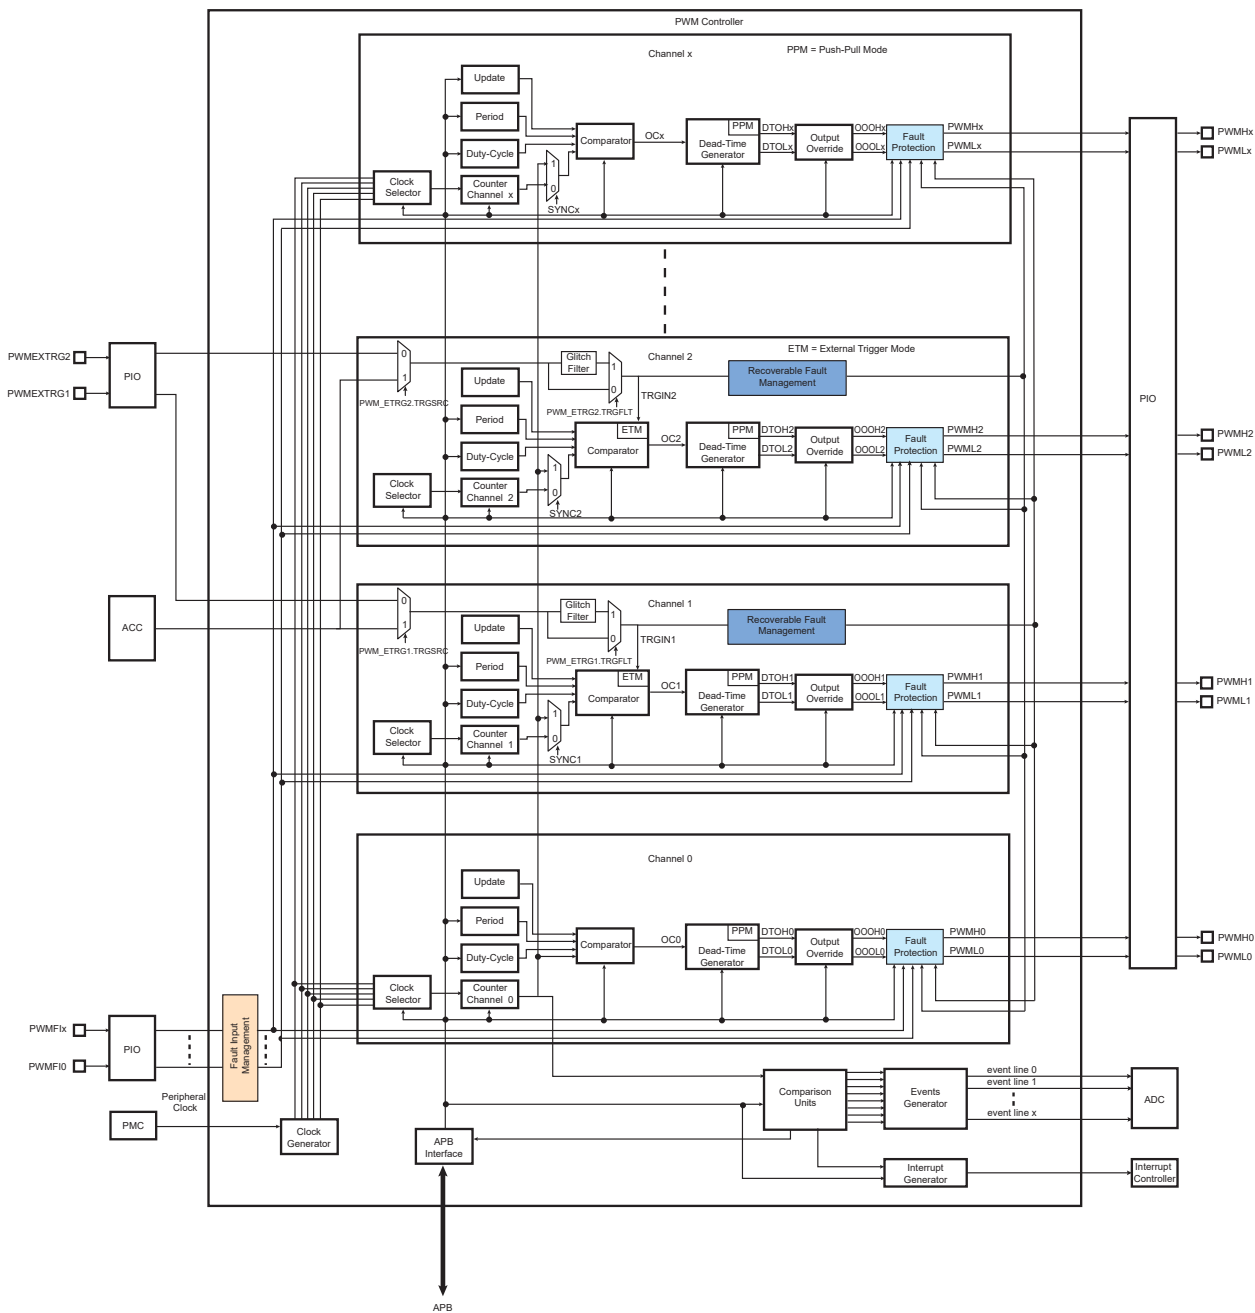 PWM Controller
Channel x
PPM = Push-Pull Mode
Update
Period
Duty-Cycle
Clock
Selector
Counter
Channel x
1
0
SYNCx
Comparator
OCx
PPM
Dead-Time
Generator
DTOHx
DTOLx
Output
Override
OOOHx
OOOLx
Fault
Protection
PWMHx
PWMLx
PWMHx
PWMLx
PIO
PWMEXTRG2
PWMEXTRG1
PIO
Channel 2
ETM = External Trigger Mode
0
1
PWM_ETRG2.TRGSRC
Glitch
Filter
1
0
PWM_ETRG2.TRGFLT
TRGIN2
Recoverable Fault
Management
Update
Period
Duty-Cycle
Clock
Selector
Counter
Channel 2
1
0
SYNC2
ETM
Comparator
OC2
PPM
Dead-Time
Generator
DTOH2
DTOL2
Output
Override
OOOH2
OOOL2
Fault
Protection
PWMH2
PWML2
PWMH2
PWML2
ACC
Channel 1
0
1
PWM_ETRG1.TRGSRC
Glitch
Filter
1
0
PWM_ETRG1.TRGFLT
TRGIN1
Recoverable Fault
Management
Update
Period
Duty-Cycle
Clock
Selector
Counter
Channel 1
1
0
SYNC1
ETM
Comparator
OC1
PPM
Dead-Time
Generator
DTOH1
DTOL1
Output
Override
OOOH1
OOOL1
Fault
Protection
PWMH1
PWML1
PWMH1
PWML1
Channel 0
Update
Period
Duty-Cycle
Clock
Selector
Counter
Channel 0
Comparator
OC0
PPM
Dead-Time
Generator
DTOH0
DTOL0
Output
Override
OOOH0
OOOL0
Fault
Protection
PWMH0
PWML0
PWMH0
PWML0
PWMFIx
PWMFI0
PIO
Fault Input
Management
Peripheral
Clock
PMC
Clock
Generator
APB
Interface
Comparison
Units
Events
Generator
event line 0
event line 1
event line x
ADC
Interrupt
Generator
Interrupt
Controller
APB